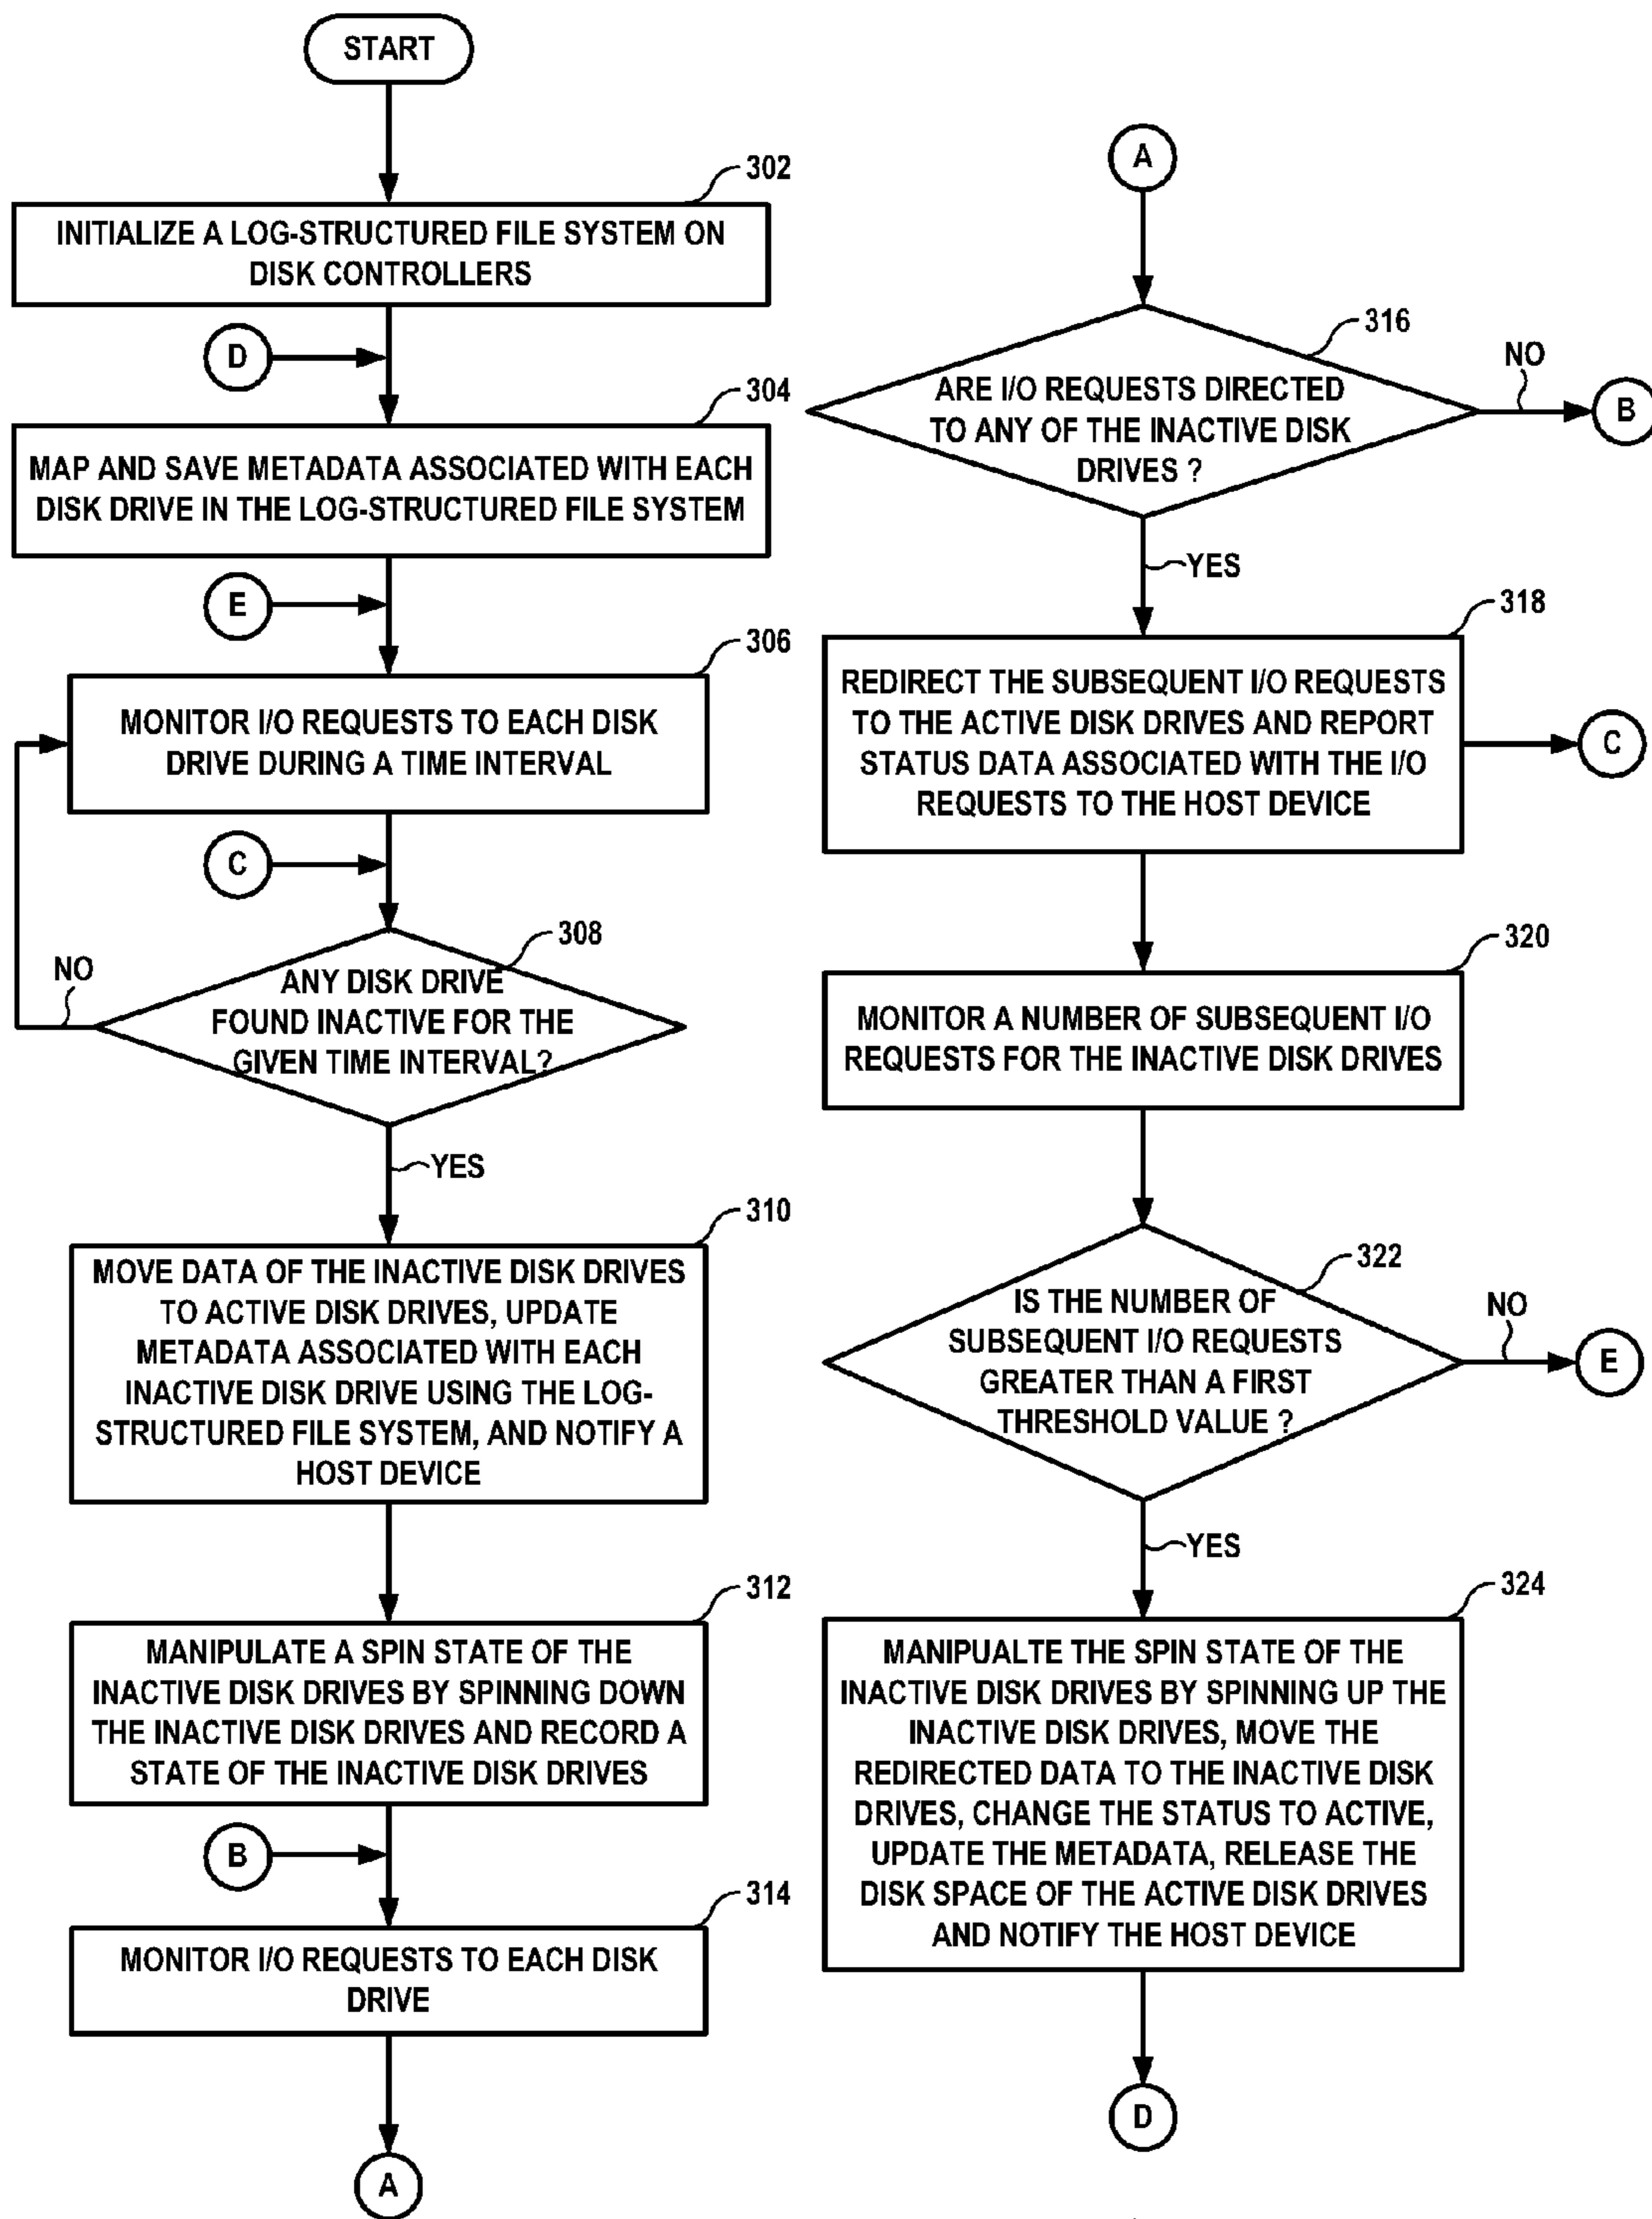 START
302
INITIALIZE A LOG-STRUCTURED FILE SYSTEM ON
DISK CONTROLLERS
D
304
MAP AND SAVE METADATA ASSOCIATED WITH EACH
DISK DRIVE IN THE LOG-STRUCTURED FILE SYSTEM
E
306
MONITOR I/O REQUESTS TO EACH DISK
DRIVE DURING A TIME INTERVAL
C
308
NO
ANY DISK DRIVE
FOUND INACTIVE FOR THE
GIVEN TIME INTERVAL?
YES
310
MOVE DATA OF THE INACTIVE DISK DRIVES
TO ACTIVE DISK DRIVES, UPDATE
METADATA ASSOCIATED WITH EACH
INACTIVE DISK DRIVE USING THE LOG-
STRUCTURED FILE SYSTEM, AND NOTIFY A
HOST DEVICE
312
MANIPULATE A SPIN STATE OF THE
INACTIVE DISK DRIVES BY SPINNING DOWN
THE INACTIVE DISK DRIVES AND RECORD A
STATE OF THE INACTIVE DISK DRIVES
B
314
MONITOR I/O REQUESTS TO EACH DISK
DRIVE
A
A
316
NO
ARE I/O REQUESTS DIRECTED
TO ANY OF THE INACTIVE DISK
DRIVES ?
B
YES
318
REDIRECT THE SUBSEQUENT I/O REQUESTS
TO THE ACTIVE DISK DRIVES AND REPORT
STATUS DATA ASSOCIATED WITH THE I/O
REQUESTS TO THE HOST DEVICE
C
320
MONITOR A NUMBER OF SUBSEQUENT I/O
REQUESTS FOR THE INACTIVE DISK DRIVES
322
IS THE NUMBER OF
SUBSEQUENT I/O REQUESTS
GREATER THAN A FIRST
THRESHOLD VALUE ?
NO
E
YES
324
MANIPUALTE THE SPIN STATE OF THE
INACTIVE DISK DRIVES BY SPINNING UP THE
INACTIVE DISK DRIVES, MOVE THE
REDIRECTED DATA TO THE INACTIVE DISK
DRIVES, CHANGE THE STATUS TO ACTIVE,
UPDATE THE METADATA, RELEASE THE
DISK SPACE OF THE ACTIVE DISK DRIVES
AND NOTIFY THE HOST DEVICE
D